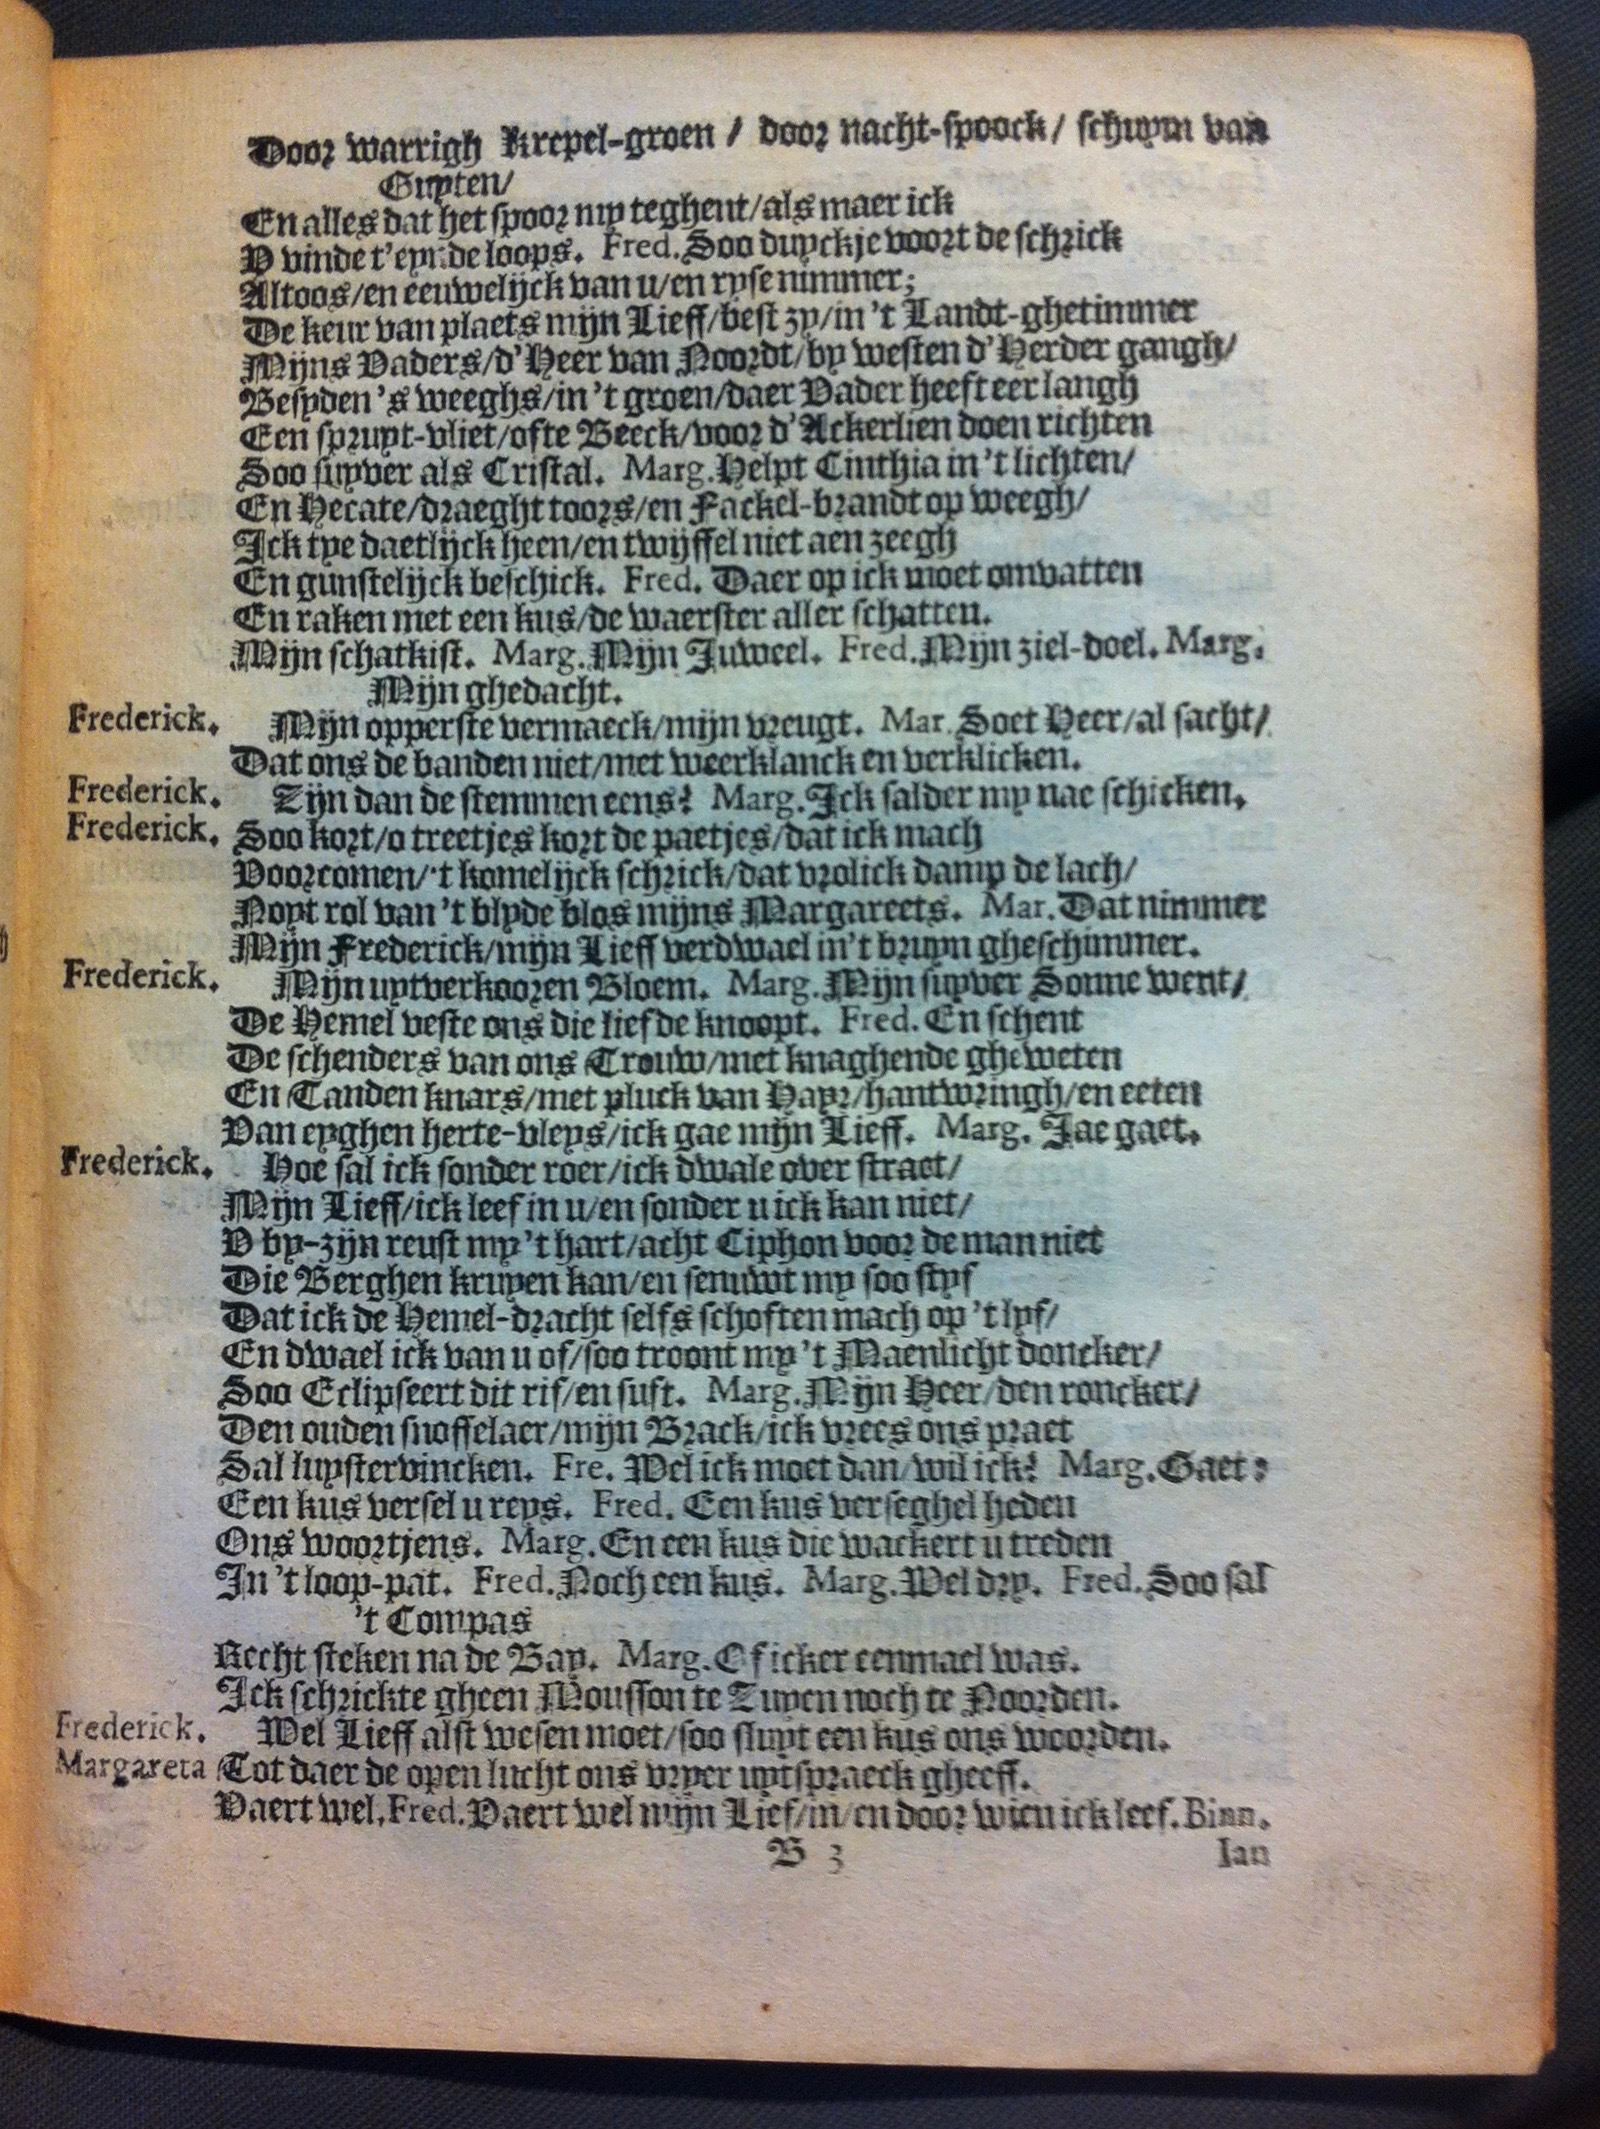 Door warrigh Krepel-groen / door nacht-spoock / schuym van
Guyten /
En alles dat het spoor my teghent / als maer ick
V vinde t'eynde loops. Fred. Soo duyckje voort de schrick
Altoos / en eeuwelijck van u / en ryse nimmer;
De keur van plaets mijn Lieff / best zy / in 't Landt-ghetimmer
Mijns Vaders / d'Heer van Noordt / by westen d'Herder gangh /
Besyden 's weeghs / in 't groen / daer Vader heeft eer langh
Een spruyt-vliet / ofte Beeck / voor d'Ackerlien doen richten
Soo suyver als Cristal. Marg. Helpt Cinthia in 't lichten /
En Hecate / draeght toors / en Fackel-brandt op weegh /
Ick tye daetlijck heen / en twijffel niet aen zeegh
En gunstelijck beschick. Fred. Daer op ick moet omvatten
En raken met een kus / de waerster aller schatten.
Mijn schatkist. Marg. Mijn Juweel. Fred. Mijn ziel-doel. Marg.
Mijn ghedacht.
Frederick. Mijn opperste vermaeck / mijn vreugt. Mar. Soet Heer / al sacht /
Dat ons de banden niet / met weerklanck en verklicken.
Frederick. Zijn dan de stemmen eens? Marg. Ick salder my nae schicken.
Frederick. Soo kort / o treetjes kort de paetjes / dat ick mach
Voorcomen / 't komelijck schrick / dat vrolick damp de lach /
Noyt rol van 't blyde blos mijns Margareets. Mar. Dat nimmer
Mijn Frederick / mijn Lieff verdwael in 't bruyn gheschimmer.
Frederick. Mijn uytverkooren Bloem. Marg. Mijn suyver Sonne went /
De Hemel veste ons die liefde knoopt. Fred. En schent
De schenders van ons Trouw / met knaghende gheweten
En Tanden knars / met pluck van Hayr / hantwringh / en eeten
Van eyghen herte-vleys / ick gae mijn Lieff. Marg. Jae gaet.
Frederick. Hoe sal ick sonder roer / ick dwale over straet /
Mijn Lieff / ick leef in u / en sonder u ick kan niet /
V by-zijn reust my 't hart / acht Ciphon voor de man niet
Die Berghen kruyen kan / en senuwt my soo styf
Dat ick de Hemel-dracht selfs schoften mach op 't lyf /
En dwael ick van u of / soo troont my 't Maenlicht doncker /
Soo Eclipseert dit rif / en suft. Marg. Mijn Heer / den roncker /
Den ouden snoffelaer / mijn Brack / ick vrees ons praet
Sal luystervincken. Fre. Wel ick moet dan / wil ick? Marg. Gaet:
Een kus versel u reys. Fred. Een kus verseghel heden
Ons woortjens. Marg. En een kus die wackert u treden
In 't loop-pat. Fred. Noch een kus. Marg. Wel dry. Fred. Soo sal
't Compas
Recht steken na de Bay. Marg. Of icker eenmael was.
Ick schrickte gheen Mousson te Zuyen noch te Noorden.
Frederick. Wel Lieff alst wesen moet / soo sluyt een kus ons woorden.
Margareta Tot daer de open lucht ons vryer uytspraeck gheeff.
Vaert wel, Fred. Vaert wel mijn Lief / in / en door wien ick leef. Binn.
B 3 Ian